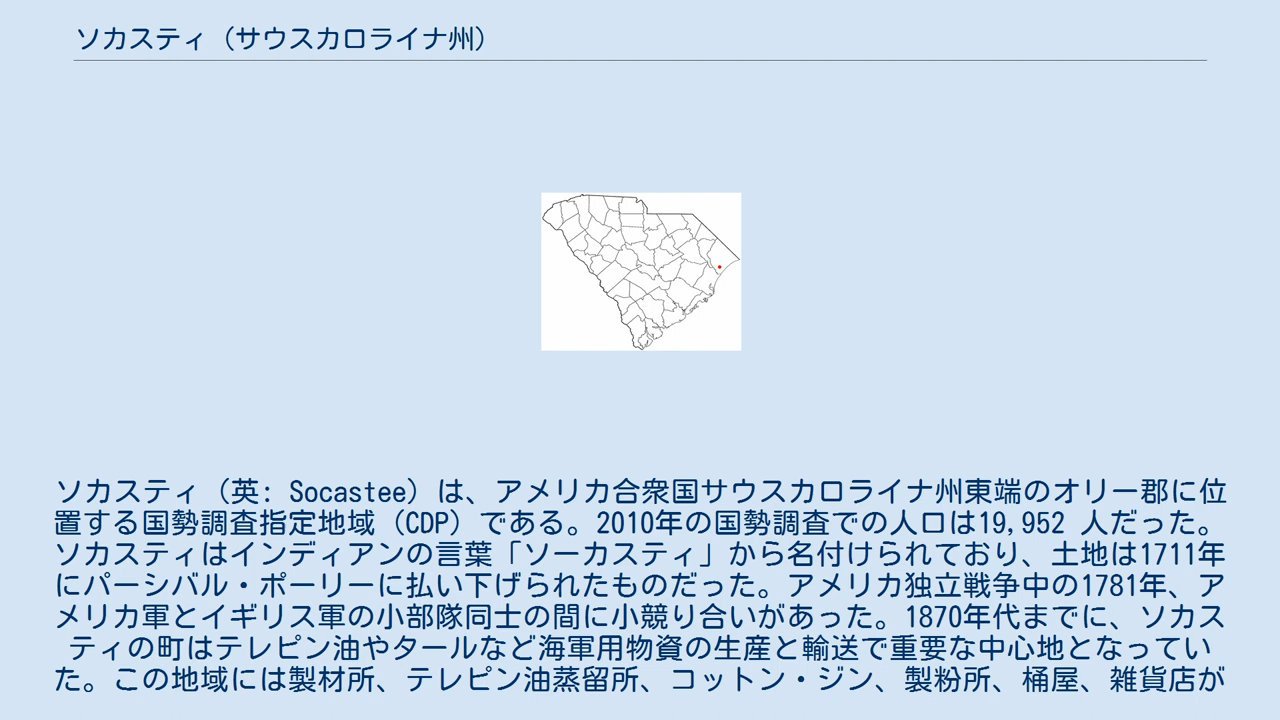 ソカスティ（サウスカロライナ州）
ソカスティ（英: Socastee）は、アメリカ合衆国サウスカロライナ州東端のオリー郡に位
置する国勢調査指定地域（CDP）である。2010年の国勢調査での人口は19,952 人だった。
ソカスティはインディアンの言葉「ソーカスティ」から名付けられており、土地は1711年
にパーシバル・ポーリーに払い下げられたものだった。アメリカ独立戦争中の1781年、ア
メリカ軍とイギリス軍の小部隊同士の間に小競り合いがあった。1870年代までに、ソカス
ティの町はテレピン油やタールなど海軍用物資の生産と輸送で重要な中心地となってい
た。この地域には製材所、テレピン油蒸留所、コットン・ジン、製粉所、桶屋、雑貨店が